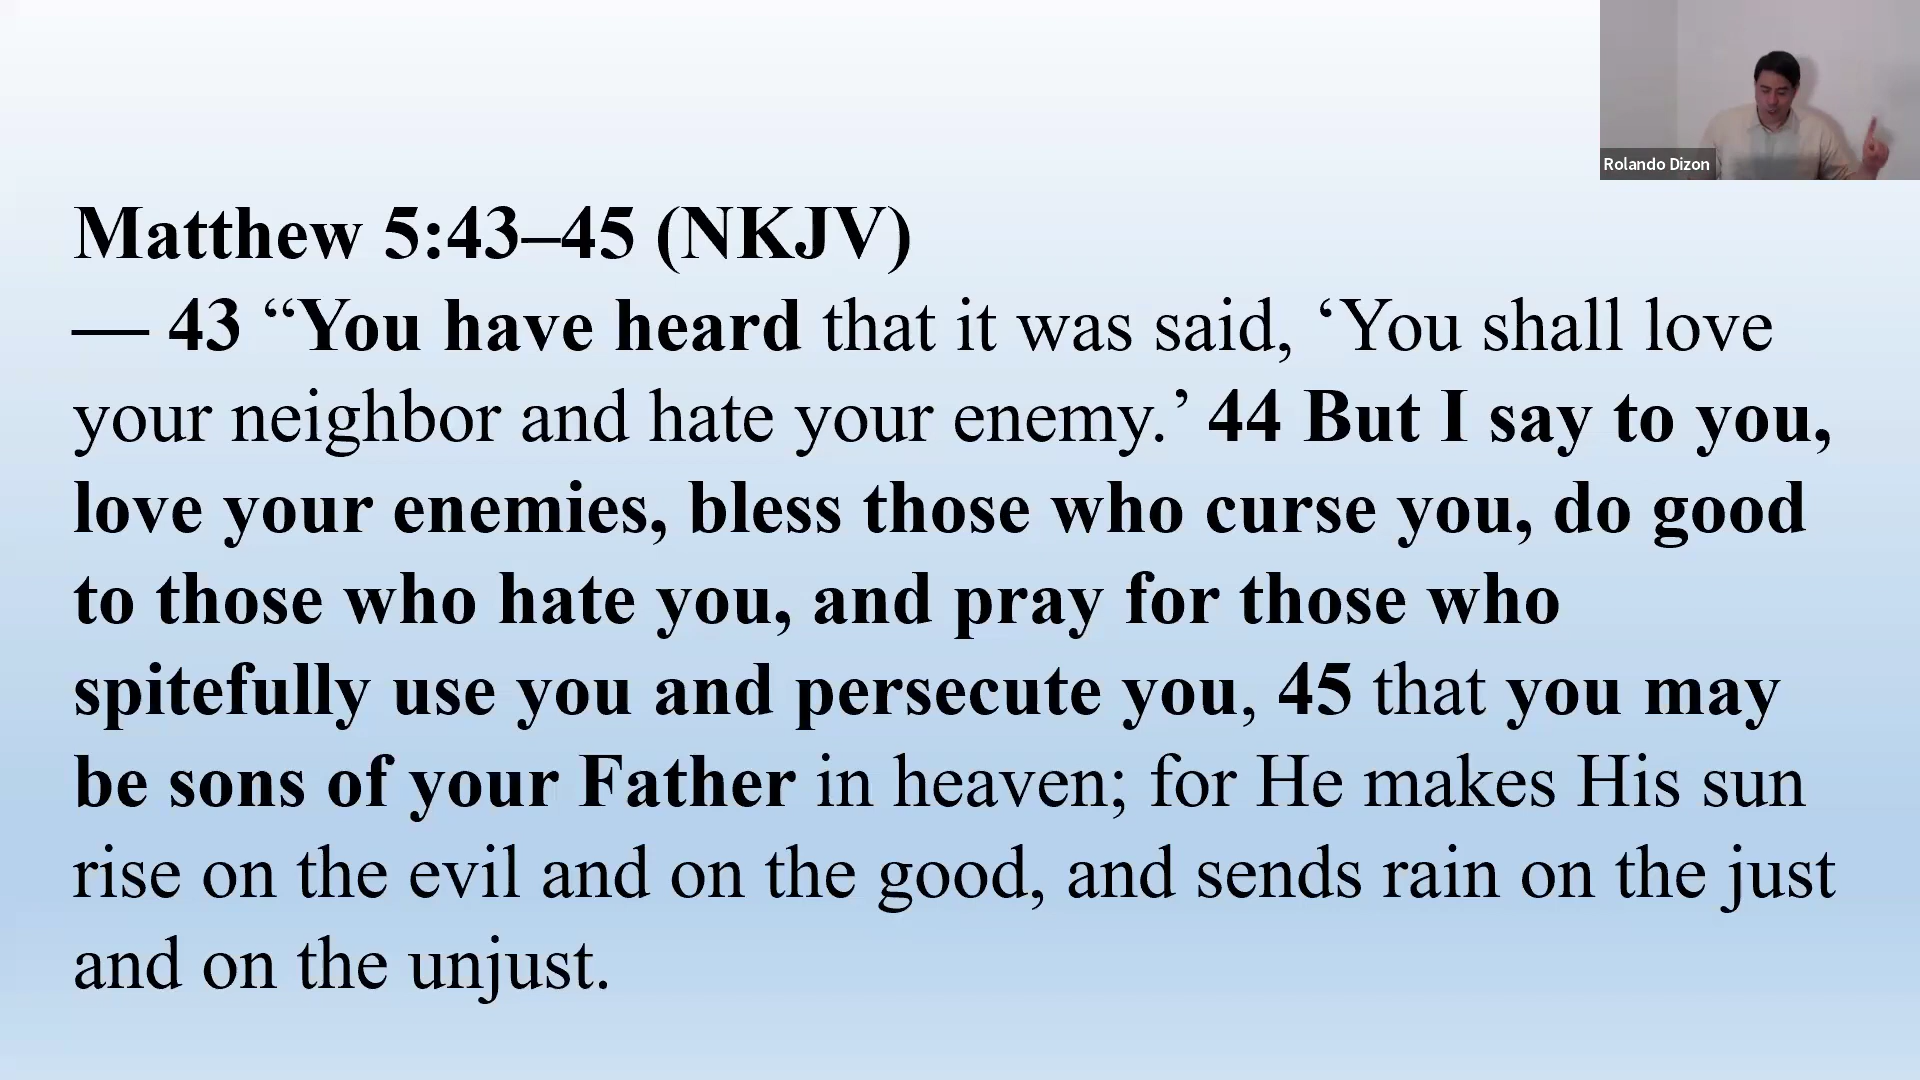 Rolando Dizon
Matthew 5:43–45 (NKJV)
— 43 “You have heard that it was said, ‘You shall love
your neighbor and hate your enemy.’ 44 But I say to you,
love your enemies, bless those who curse you, do good
to those who hate you, and pray for those who
spitefully use you and persecute you, 45 that you may
be sons of your Father in heaven; for He makes His sun
rise on the evil and on the good, and sends rain on the just
and on the unjust.